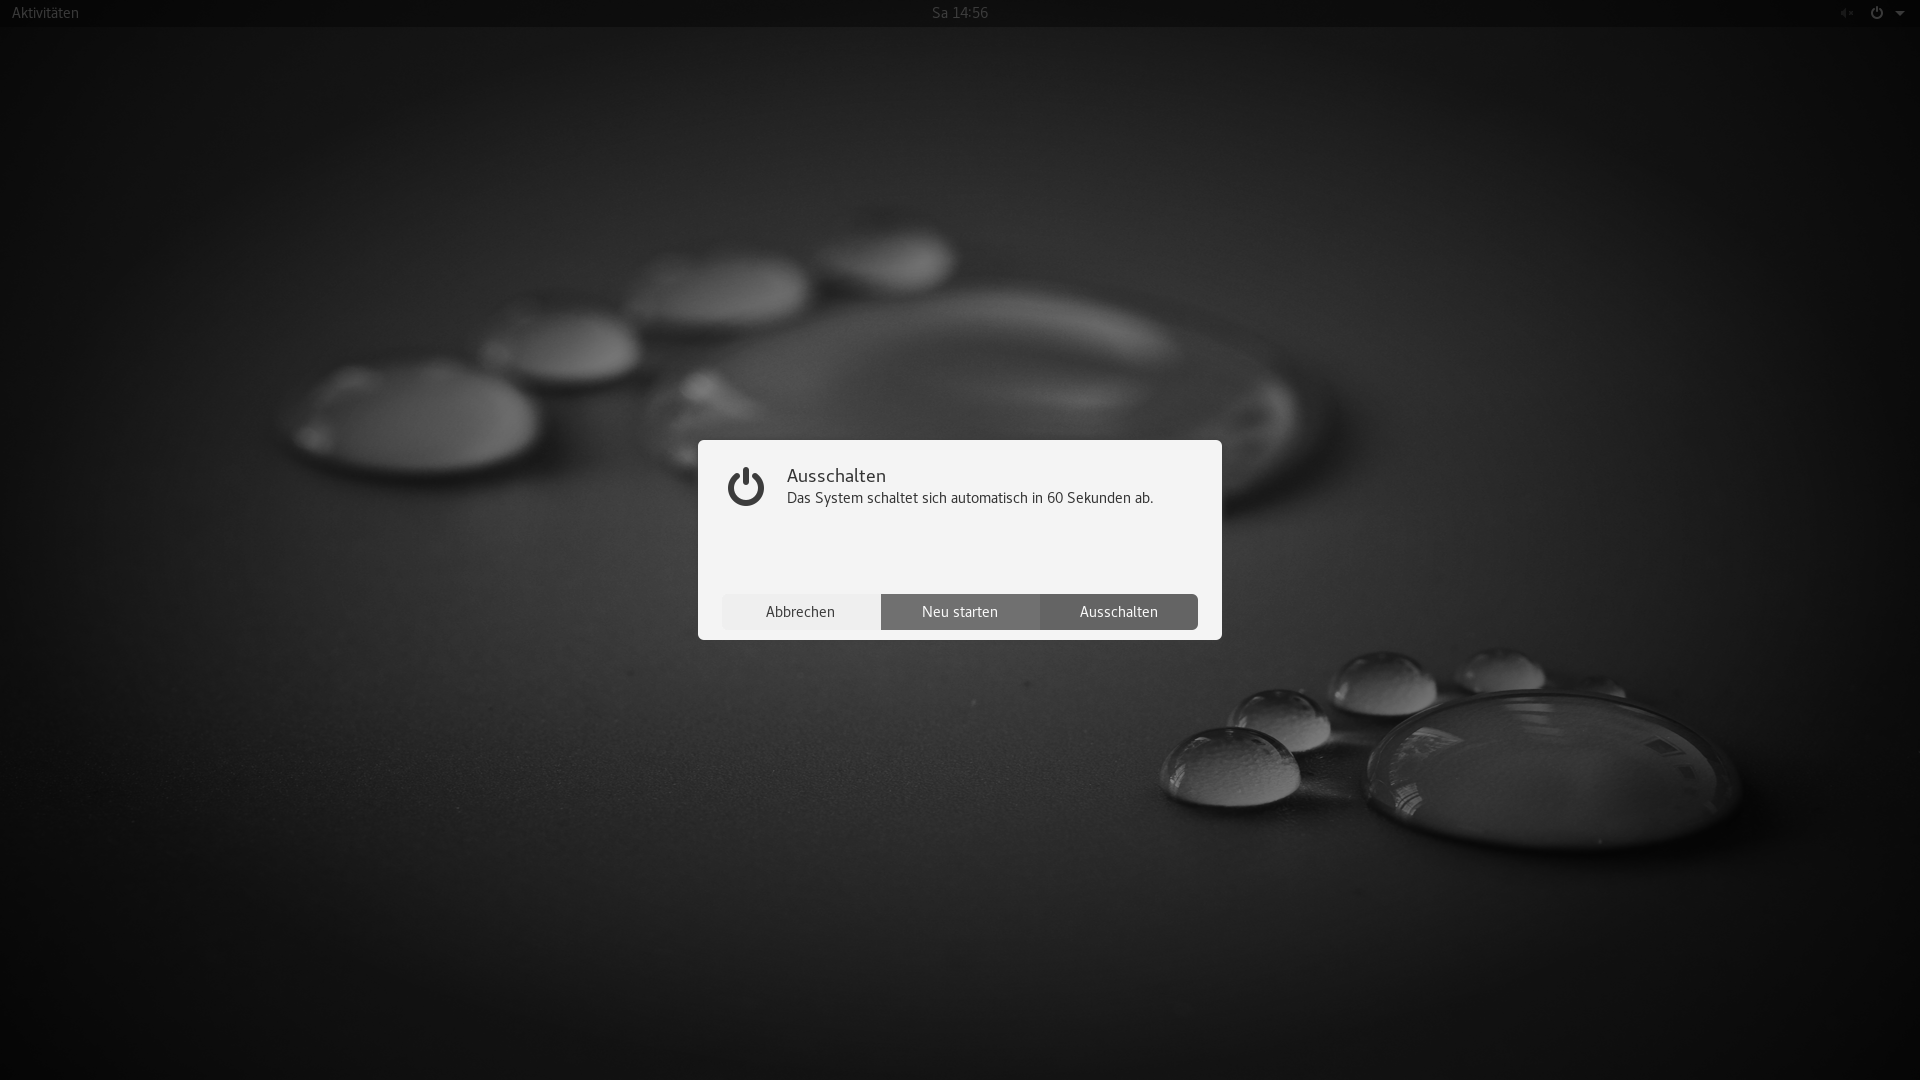 Aktivitäten
Sa 14:56
Ausschalten
Das System schaltet sich automatisch in 60 Sekunden ab.
Abbrechen
Neu starten
Ausschalten